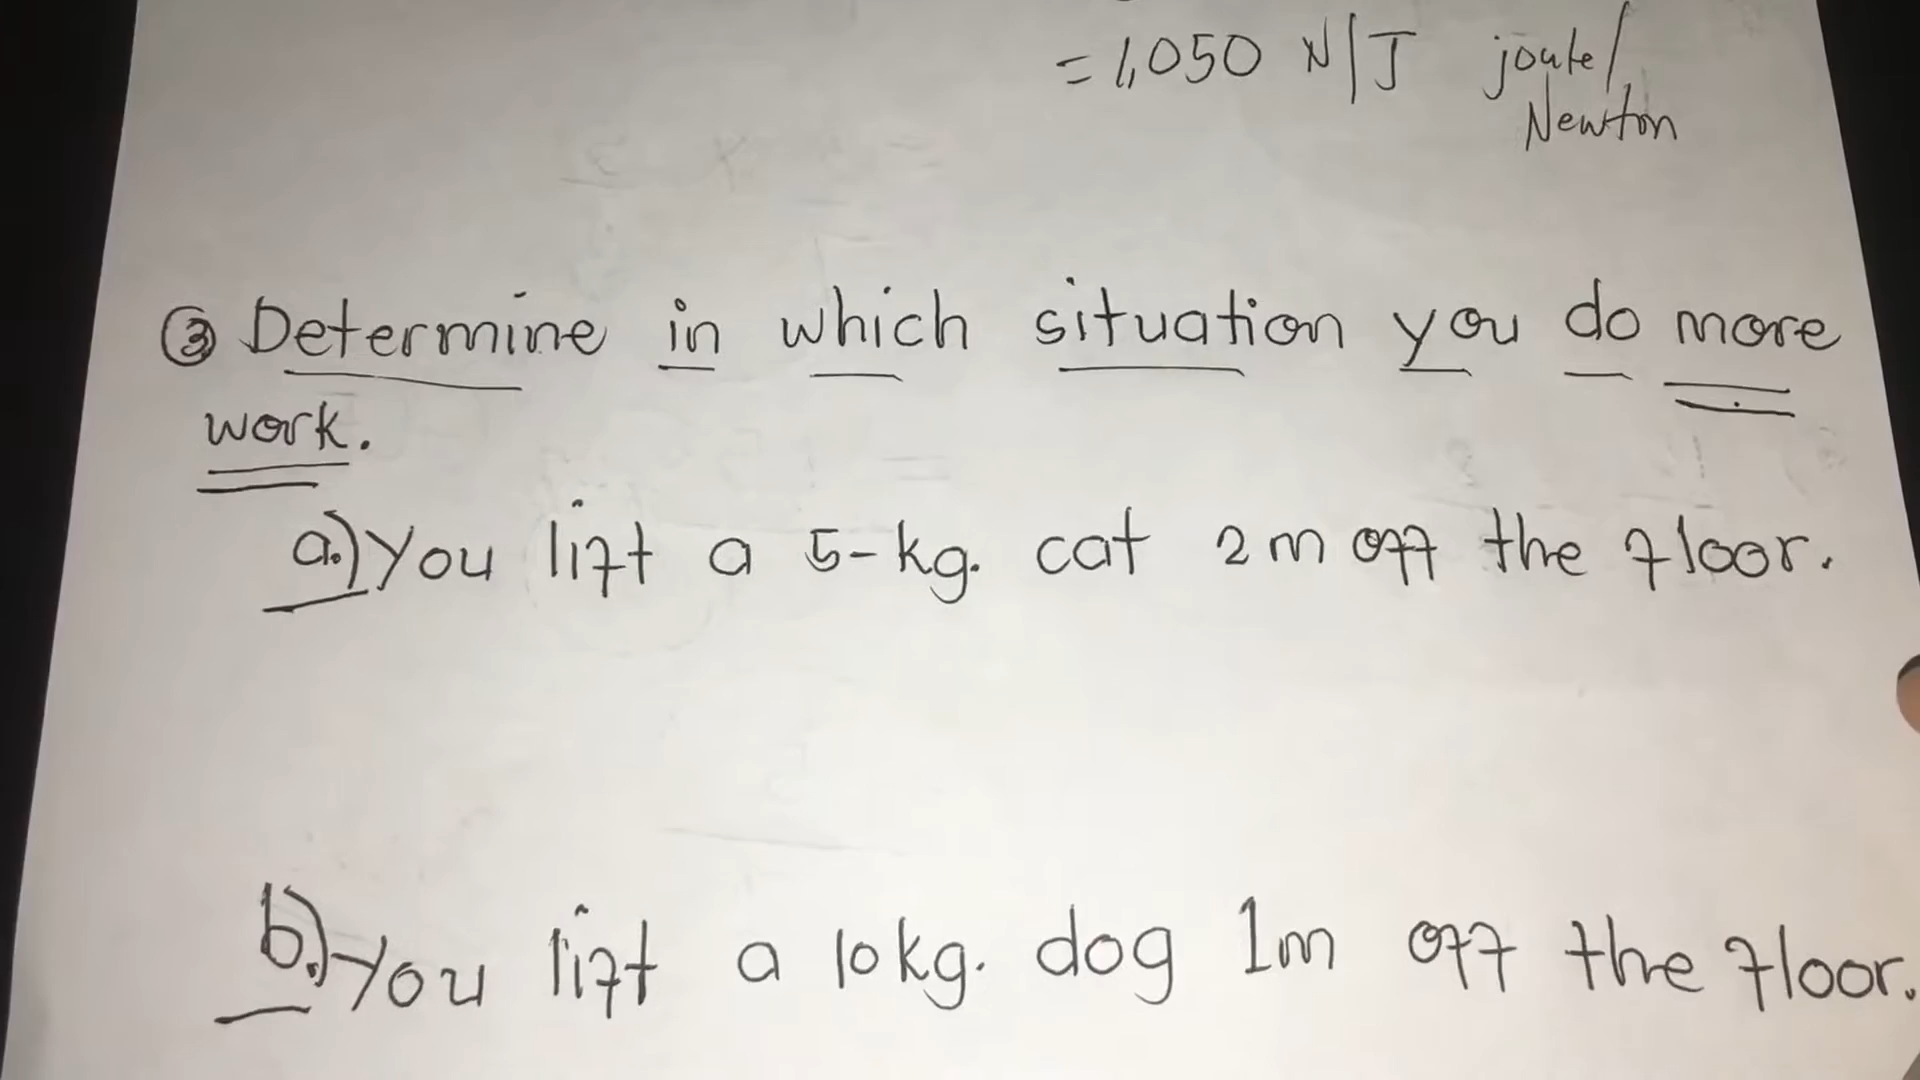 =1,050 N/J joule/
Newton
③ Determine in which situation you do more
work.
a.) You lift a 5-kg. cat 2m off the floor.
b.) You lift a 10kg. dog 1m off the floor.